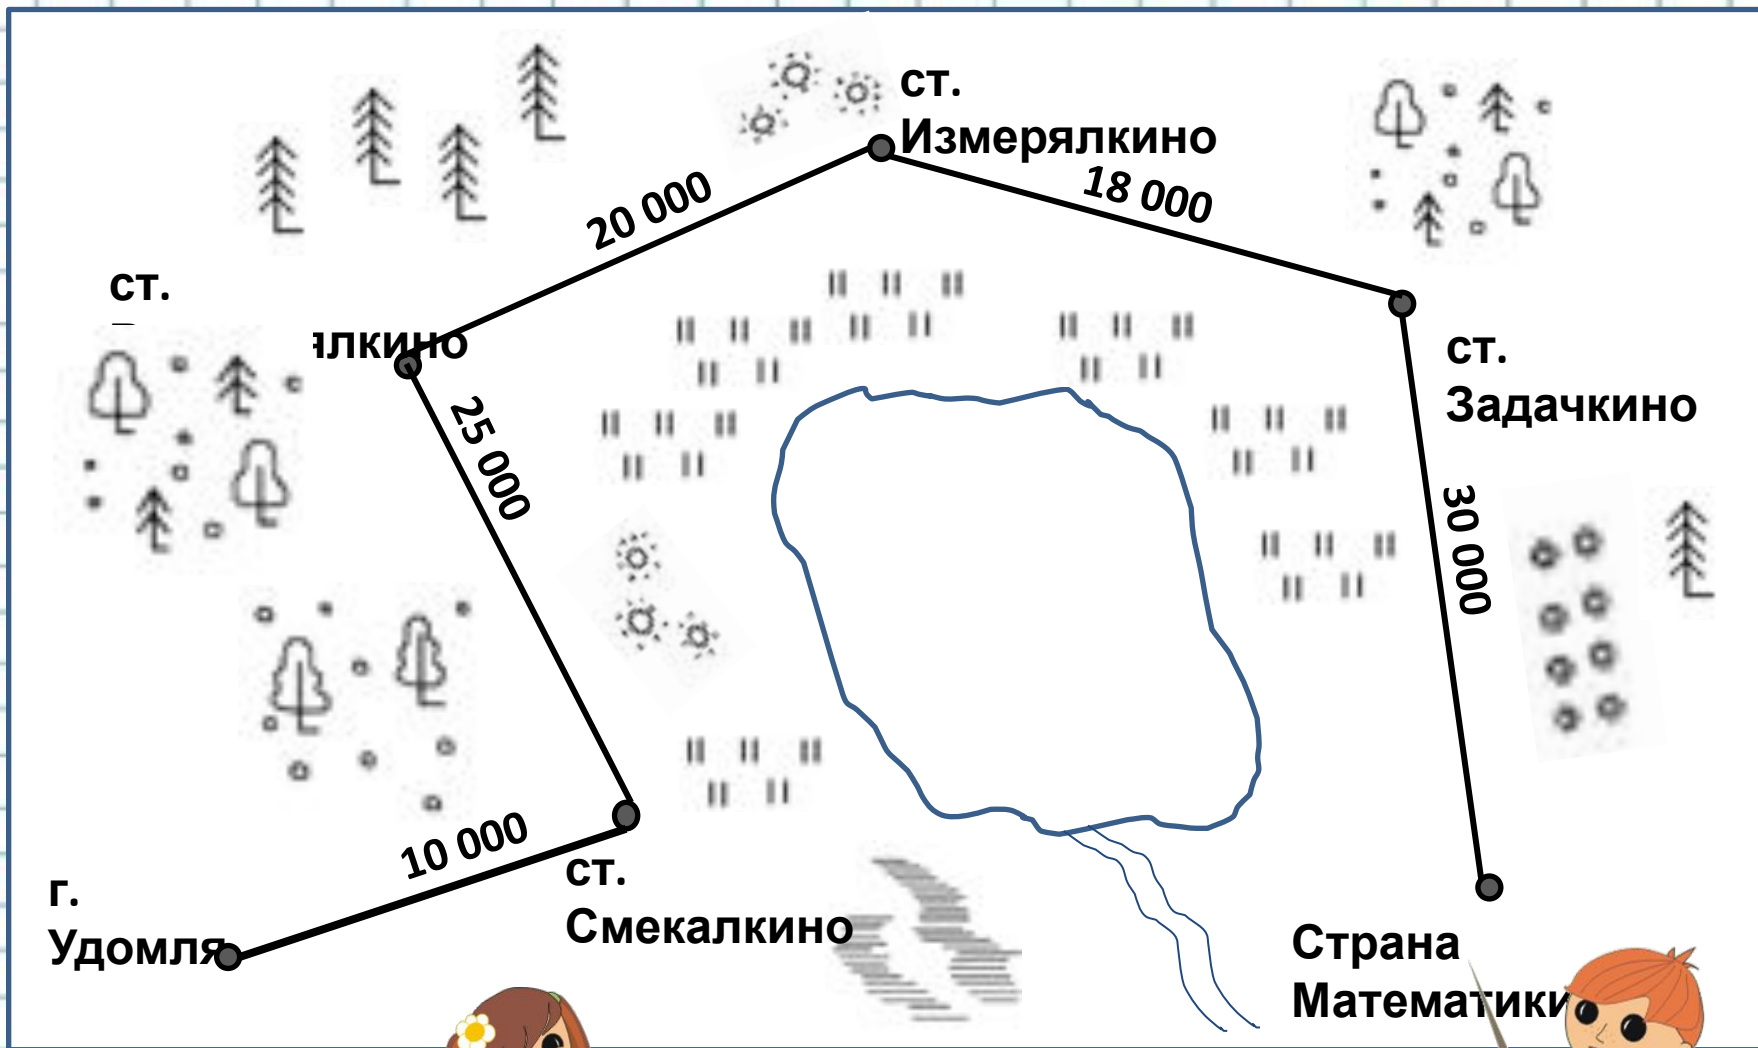 ст.
Измерялкино
18 000
20 000
ст.
ялкино
ст.
Задачкино
25 000
30 000
10 000
ст.
Смекалкино
г.
Удомля
Страна
Математики